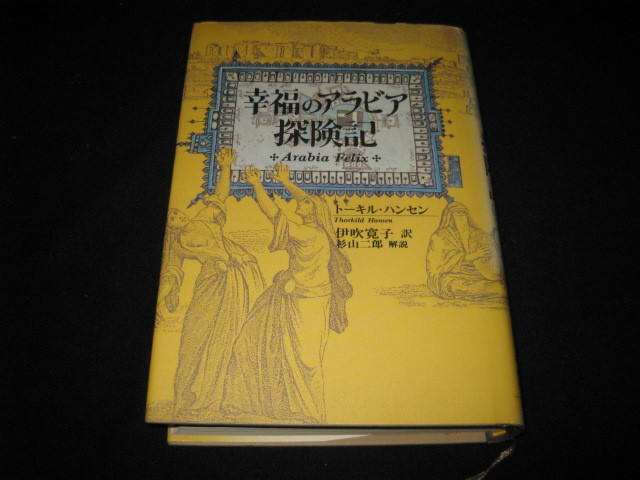 幸福のアラビア
探険記
Arabia Felix
トーキル・ハンセン
Thorkild Hansen
伊吹寛子 訳
杉山二郎 解説